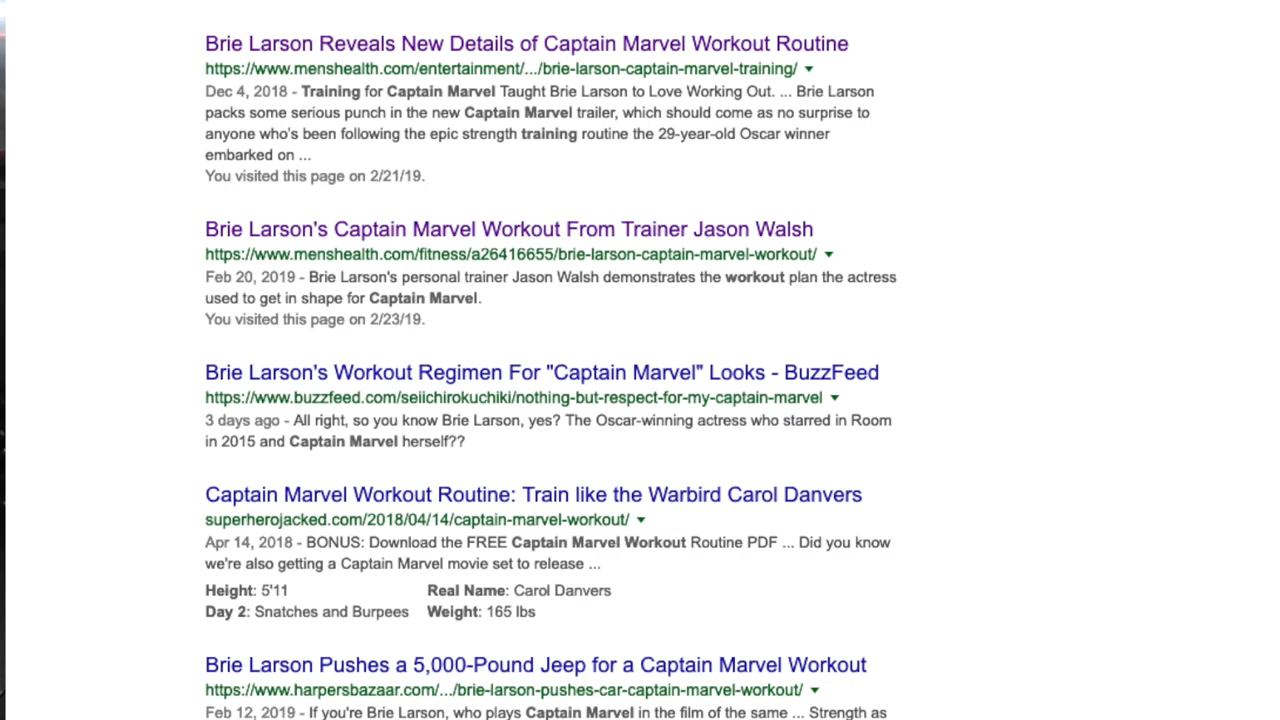 Brie Larson Reveals New Details of Captain Marvel Workout Routine
https://www.menshealth.com/entertainment/.../brie-larson-captain-marvel-training/
Dec 4, 2018 - Training for Captain Marvel Taught Brie Larson to Love Working Out. ... Brie Larson
packs some serious punch in the new Captain Marvel trailer, which should come as no surprise to
anyone who's been following the epic strength training routine the 29-year-old Oscar winner
embarked on ...
You visited this page on 2/21/19.
Brie Larson's Captain Marvel Workout From Trainer Jason Walsh
https://www.menshealth.com/fitness/a26416655/brie-larson-captain-marvel-workout/
Feb 20, 2019 - Brie Larson's personal trainer Jason Walsh demonstrates the workout plan the actress
used to get in shape for Captain Marvel.
You visited this page on 2/23/19.
Brie Larson's Workout Regimen For "Captain Marvel" Looks - BuzzFeed
https://www.buzzfeed.com/seiichirokuchiki/nothing-but-respect-for-my-captain-marvel
3 days ago - All right, so you know Brie Larson, yes? The Oscar-winning actress who starred in Room
in 2015 and Captain Marvel herself??
Captain Marvel Workout Routine: Train like the Warbird Carol Danvers
superherojacked.com/2018/04/14/captain-marvel-workout/
Apr 14, 2018 - BONUS: Download the FREE Captain Marvel Workout Routine PDF ... Did you know
we're also getting a Captain Marvel movie set to release ...
Height: 5'11 Real Name: Carol Danvers
Day 2: Snatches and Burpees Weight: 165 lbs
Brie Larson Pushes a 5,000-Pound Jeep for a Captain Marvel Workout
https://www.harpersbazaar.com/.../brie-larson-pushes-car-captain-marvel-workout/
Feb 12, 2019 - If you're Brie Larson, who plays Captain Marvel in the film of the same ... Strength as